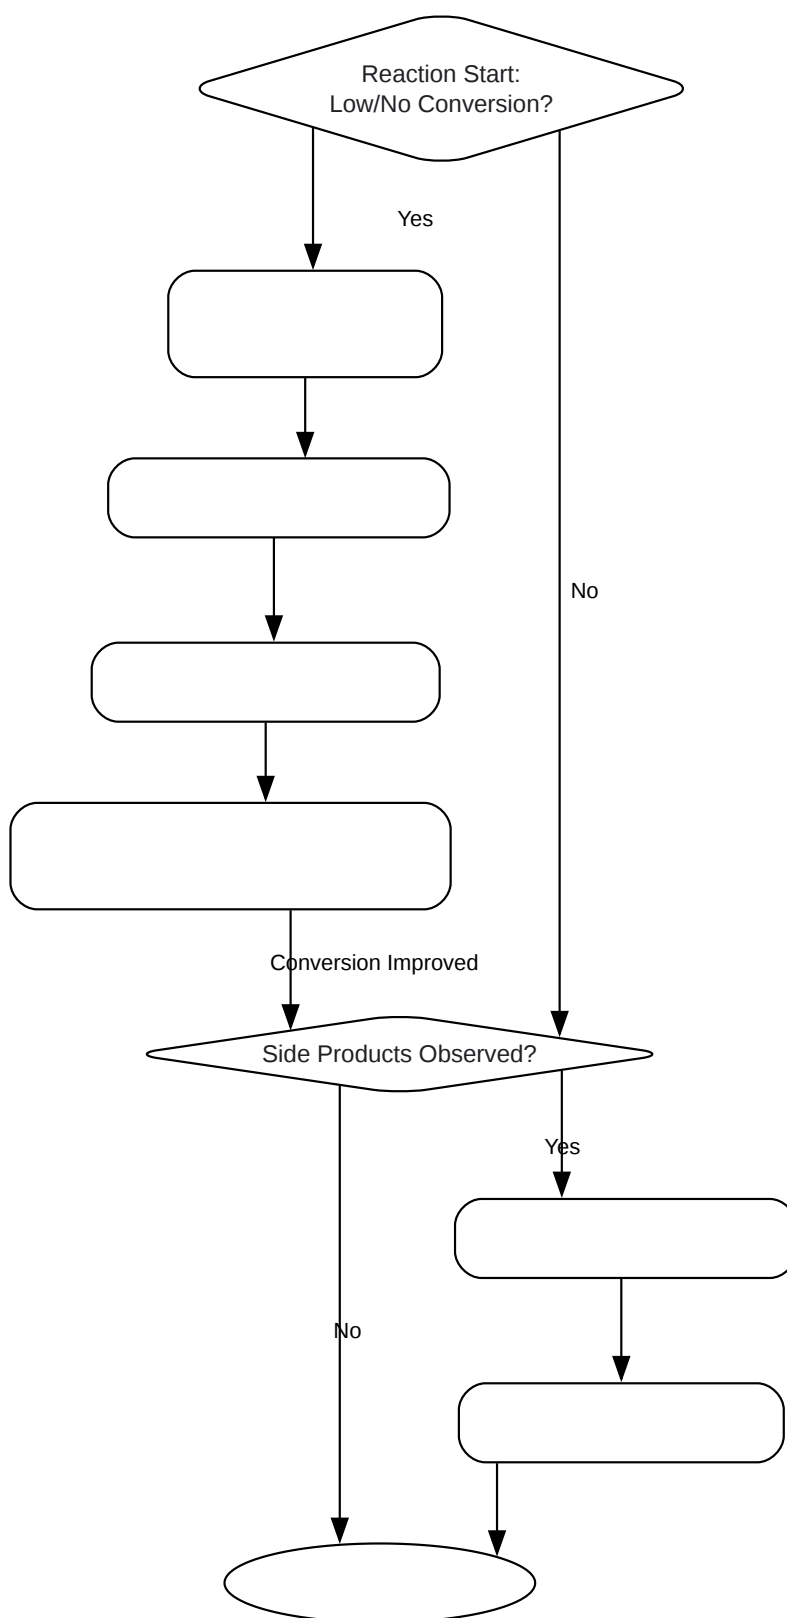 Reaction Start:
Low/No Conversion?
Yes
No
Conversion Improved
Side Products Observed?
Yes
No